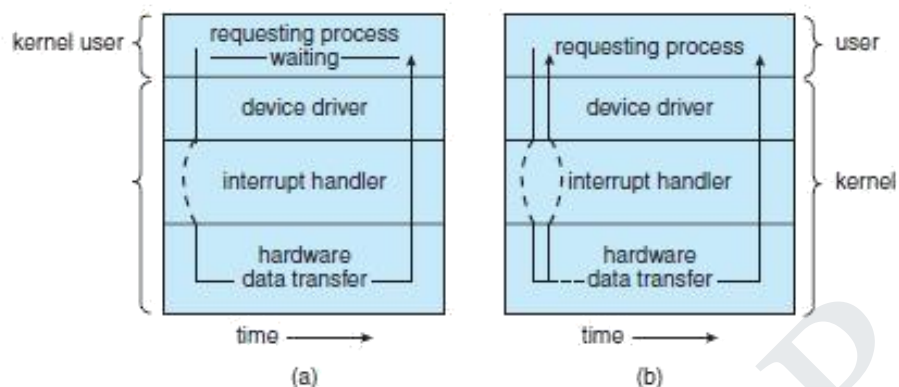 kernel user
requesting process
waiting
device driver
interrupt handler
hardware
data transfer
time
(a)
requesting process
user
device driver
interrupt handler
kernel
hardware
data transfer
time
(b)